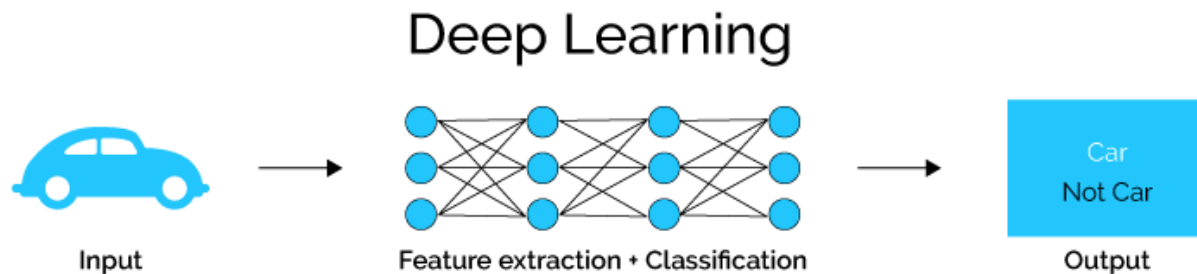 Deep Learning
Car
Not Car
Input
Feature extraction + Classification
Output